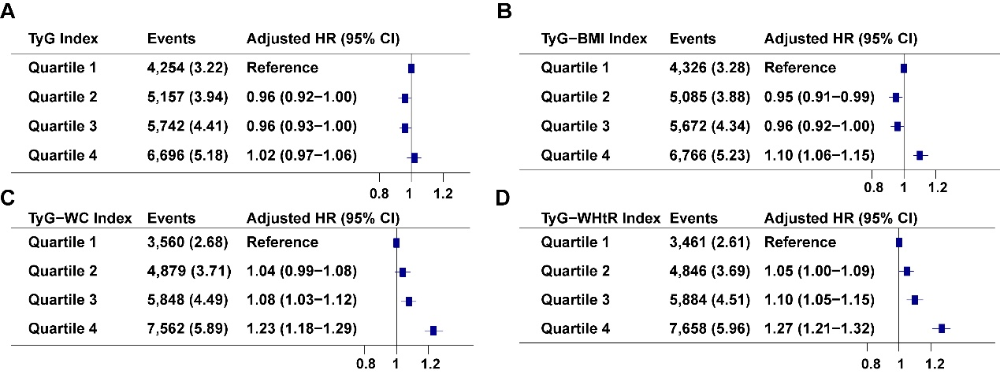 A
TyG Index Events Adjusted HR (95% CI)
Quartile 1 4,254 (3.22) Reference
Quartile 2 5,157 (3.94) 0.96 (0.92−1.00)
Quartile 3 5,742 (4.41) 0.96 (0.93−1.00)
Quartile 4 6,696 (5.18) 1.02 (0.97−1.06)
0.8 1 1.2
B
TyG−BMI Index Events Adjusted HR (95% CI)
Quartile 1 4,326 (3.28) Reference
Quartile 2 5,085 (3.88) 0.95 (0.91−0.99)
Quartile 3 5,672 (4.34) 0.96 (0.92−1.00)
Quartile 4 6,766 (5.23) 1.10 (1.06−1.15)
0.8 1 1.2
C
TyG−WC Index Events Adjusted HR (95% CI)
Quartile 1 3,560 (2.68) Reference
Quartile 2 4,879 (3.71) 1.04 (0.99−1.08)
Quartile 3 5,848 (4.49) 1.08 (1.03−1.12)
Quartile 4 7,562 (5.89) 1.23 (1.18−1.29)
0.8 1 1.2
D
TyG−WHtR Index Events Adjusted HR (95% CI)
Quartile 1 3,461 (2.61) Reference
Quartile 2 4,846 (3.69) 1.05 (1.00−1.09)
Quartile 3 5,884 (4.51) 1.10 (1.05−1.15)
Quartile 4 7,658 (5.96) 1.27 (1.21−1.32)
0.8 1 1.2